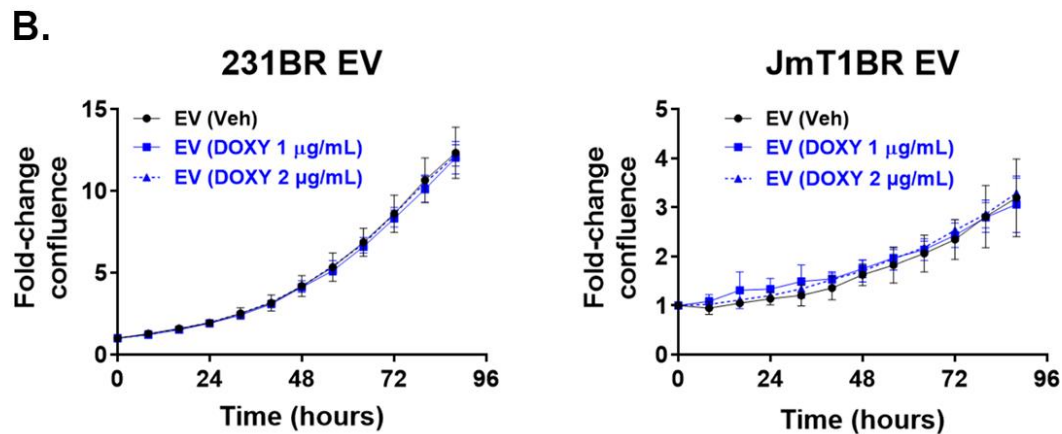 B.
231BR EV
15
10
5
0
Fold-change
confluence
EV (Veh)
EV (DOXY 1 μg/mL)
EV (DOXY 2 μg/mL)
0 24 48 72 96
Time (hours)
JmT1BR EV
5
4
3
2
1
0
Fold-change
confluence
EV (Veh)
EV (DOXY 1 μg/mL)
EV (DOXY 2 μg/mL)
0 24 48 72 96
Time (hours)